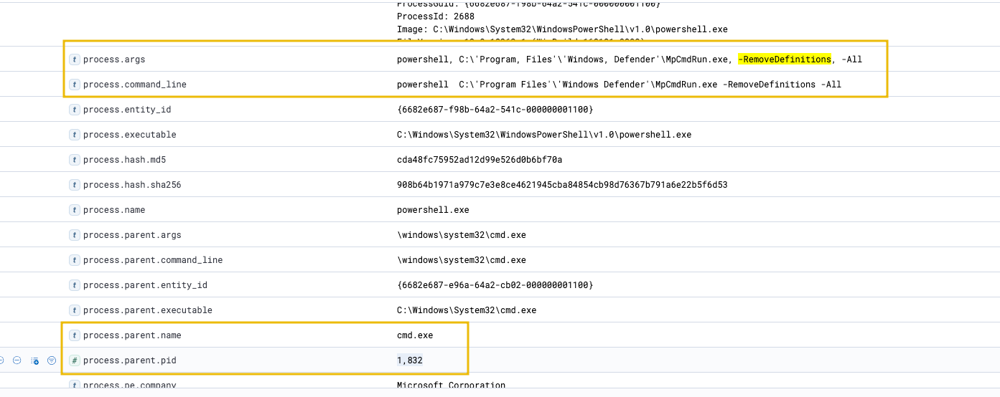 ProcessGuid: {6682e687-f98b-64a2-541c-000000001100}
ProcessId: 2688
Image: C:\Windows\System32\WindowsPowerShell\v1.0\powershell.exe
t process.args powershell, C:\'Program, Files'\'Windows, Defender'\MpCmdRun.exe, -RemoveDefinitions, -All
t process.command_line powershell  C:\'Program Files'\'Windows Defender'\MpCmdRun.exe -RemoveDefinitions -All
t process.entity_id {6682e687-f98b-64a2-541c-000000001100}
t process.executable C:\Windows\System32\WindowsPowerShell\v1.0\powershell.exe
t process.hash.md5 cda48fc75952ad12d99e526d0b6bf70a
t process.hash.sha256 908b64b1971a979c7e3e8ce4621945cba84854cb98d76367b791a6e22b5f6d53
t process.name powershell.exe
t process.parent.args \windows\system32\cmd.exe
t process.parent.command_line \windows\system32\cmd.exe
t process.parent.entity_id {6682e687-e96a-64a2-cb02-000000001100}
t process.parent.executable C:\Windows\System32\cmd.exe
t process.parent.name cmd.exe
# process.parent.pid 1,832
t process.pe.company Microsoft Corporation